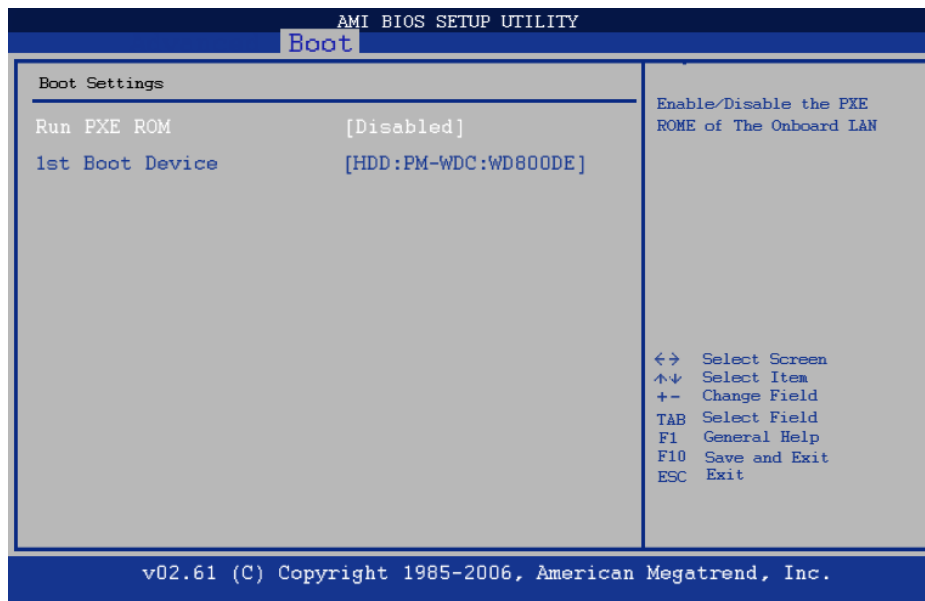 AMI BIOS SETUP UTILITY
Boot
Boot Settings
Run PXE ROM [Disabled]
1st Boot Device [HDD:PM-WDC:WD800DE]
Enable/Disable the PXE
ROME of The Onboard LAN
←→ Select Screen
↑↓ Select Item
+- Change Field
TAB Select Field
F1 General Help
F10 Save and Exit
ESC Exit
v02.61 (C) Copyright 1985-2006, American Megatrend, Inc.